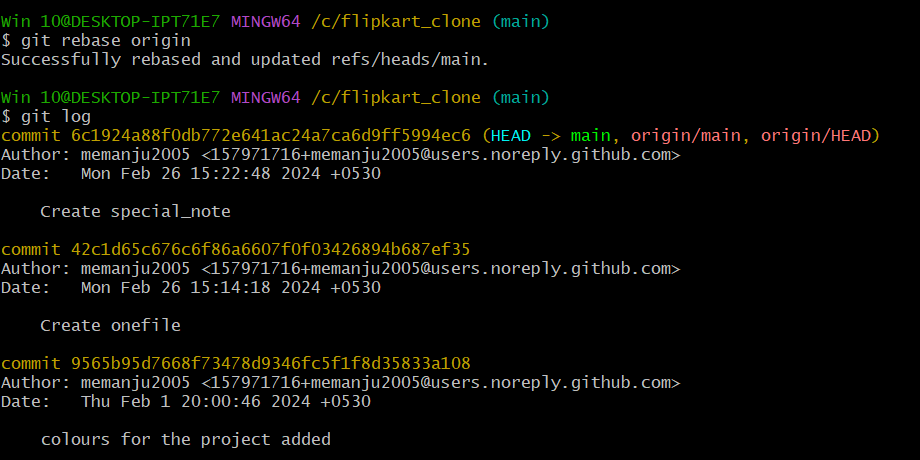 Win 10@DESKTOP-IPT71E7 MINGW64 /c/flipkart_clone (main)
$ git rebase origin
Successfully rebased and updated refs/heads/main.
Win 10@DESKTOP-IPT71E7 MINGW64 /c/flipkart_clone (main)
$ git log
commit 6c1924a88f0db772e641ac24a7ca6d9ff5994ec6 (HEAD -> main, origin/main, origin/HEAD)
Author: memanju2005 <157971716+memanju2005@users.noreply.github.com>
Date:   Mon Feb 26 15:22:48 2024 +0530
    Create special_note
commit 42c1d65c676c6f86a6607f0f03426894b687ef35
Author: memanju2005 <157971716+memanju2005@users.noreply.github.com>
Date:   Mon Feb 26 15:14:18 2024 +0530
    Create onefile
commit 9565b95d7668f73478d9346fc5f1f8d35833a108
Author: memanju2005 <157971716+memanju2005@users.noreply.github.com>
Date:   Thu Feb 1 20:00:46 2024 +0530
    colours for the project added